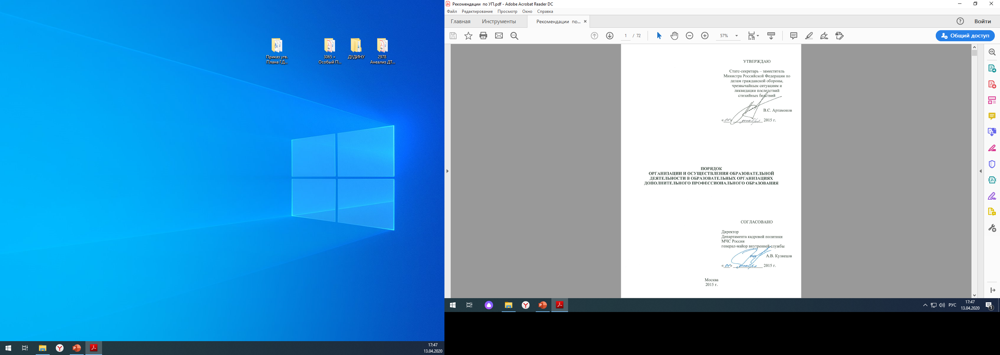 Приказ утв.
Плана ГД...
3065 +
Особый П...
ДУДИНУ
2978
Анеализ ДТ...
17:47
13.04.2020
Рекомендации по УП.pdf - Adobe Acrobat Reader DC
Файл Редактирование Просмотр Окно Справка
Главная Инструменты Рекомендации по... Войти
1 / 72 57% Общий доступ
УТВЕРЖДАЮ
Статс-секретарь – заместитель
Министра Российской Федерации по
делам гражданской обороны,
чрезвычайным ситуациям и
ликвидации последствий
стихийных бедствий
В.С. Артамонов
«01» декабря 2015 г.
ПОРЯДОК
ОРГАНИЗАЦИИ И ОСУЩЕСТВЛЕНИЯ ОБРАЗОВАТЕЛЬНОЙ
ДЕЯТЕЛЬНОСТИ В ОБРАЗОВАТЕЛЬНЫХ ОРГАНИЗАЦИЯХ
ДОПОЛНИТЕЛЬНОГО ПРОФЕССИОНАЛЬНОГО ОБРАЗОВАНИЯ
СОГЛАСОВАНО
Директор
Департамента кадровой политики
МЧС России
генерал-майор внутренней службы
А.В. Кузнецов
«01» декабря 2015 г.
Москва
2015 г.
РУС
17:47
13.04.2020
1